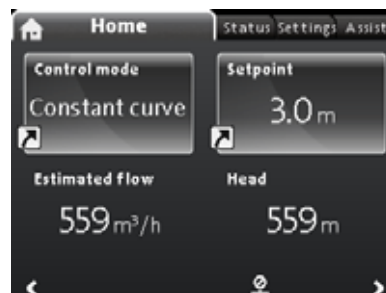 Home Status Settings Assist
Control mode Setpoint
Constant curve 3.0 m
Estimated flow Head
559 m³/h 559 m